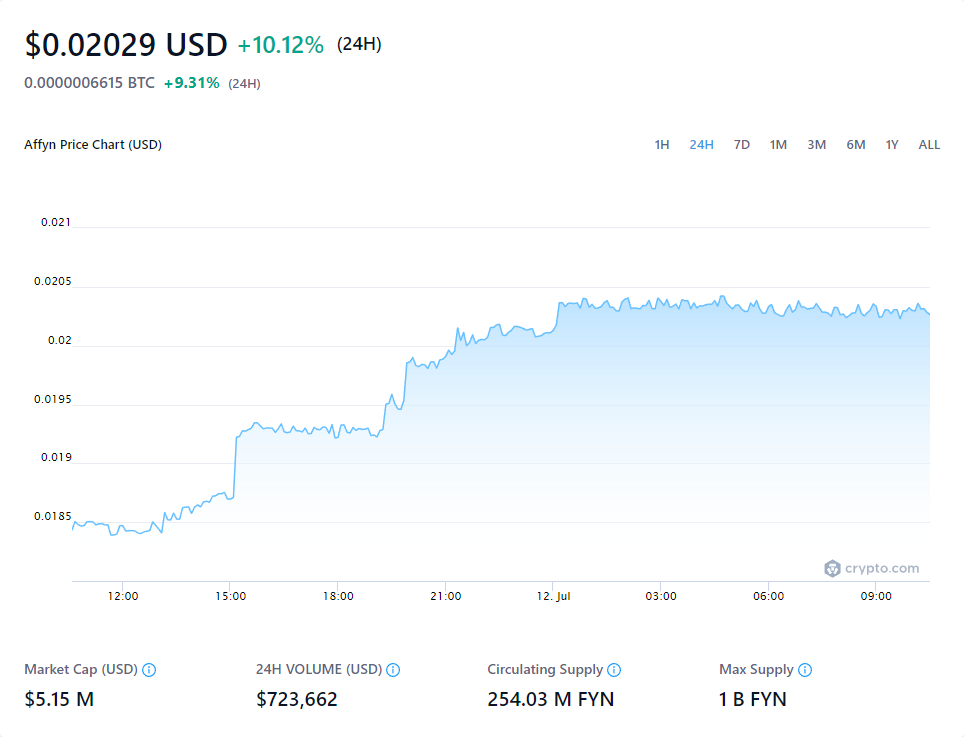 $0.02029 USD +10.12% (24H)
0.0000006615 BTC +9.31% (24H)
Affyn Price Chart (USD)
1H 24H 7D 1M 3M 6M 1Y ALL
0.021
0.0205
0.02
0.0195
0.019
0.0185
crypto.com
12:00 15:00 18:00 21:00 12. Jul 03:00 06:00 09:00
Market Cap (USD) 24H VOLUME (USD) Circulating Supply Max Supply
$5.15 M $723,662 254.03 M FYN 1 B FYN